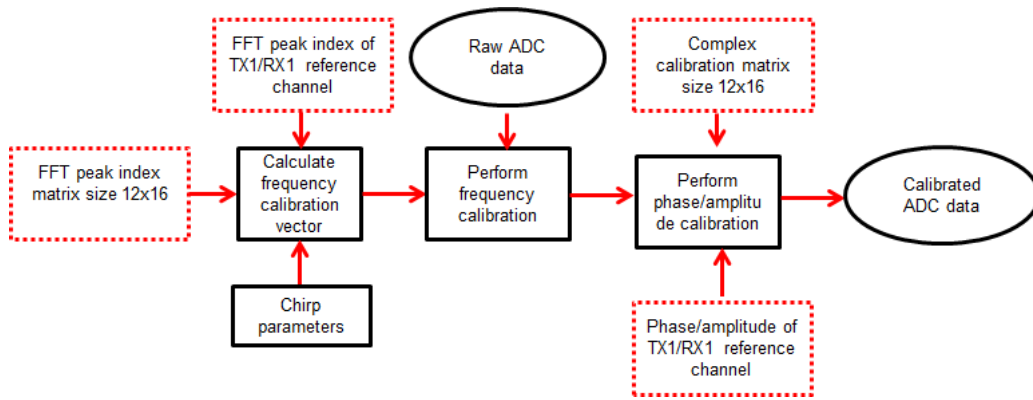 FFT peak index of
TX1/RX1 reference
channel
Raw ADC
data
Complex
calibration matrix
size 12x16
FFT peak index
matrix size 12x16
Calculate
frequency
calibration
vector
Perform
frequency
calibration
Perform
phase/amplitu
de calibration
Calibrated
ADC data
Chirp
parameters
Phase/amplitude of
TX1/RX1 reference
channel